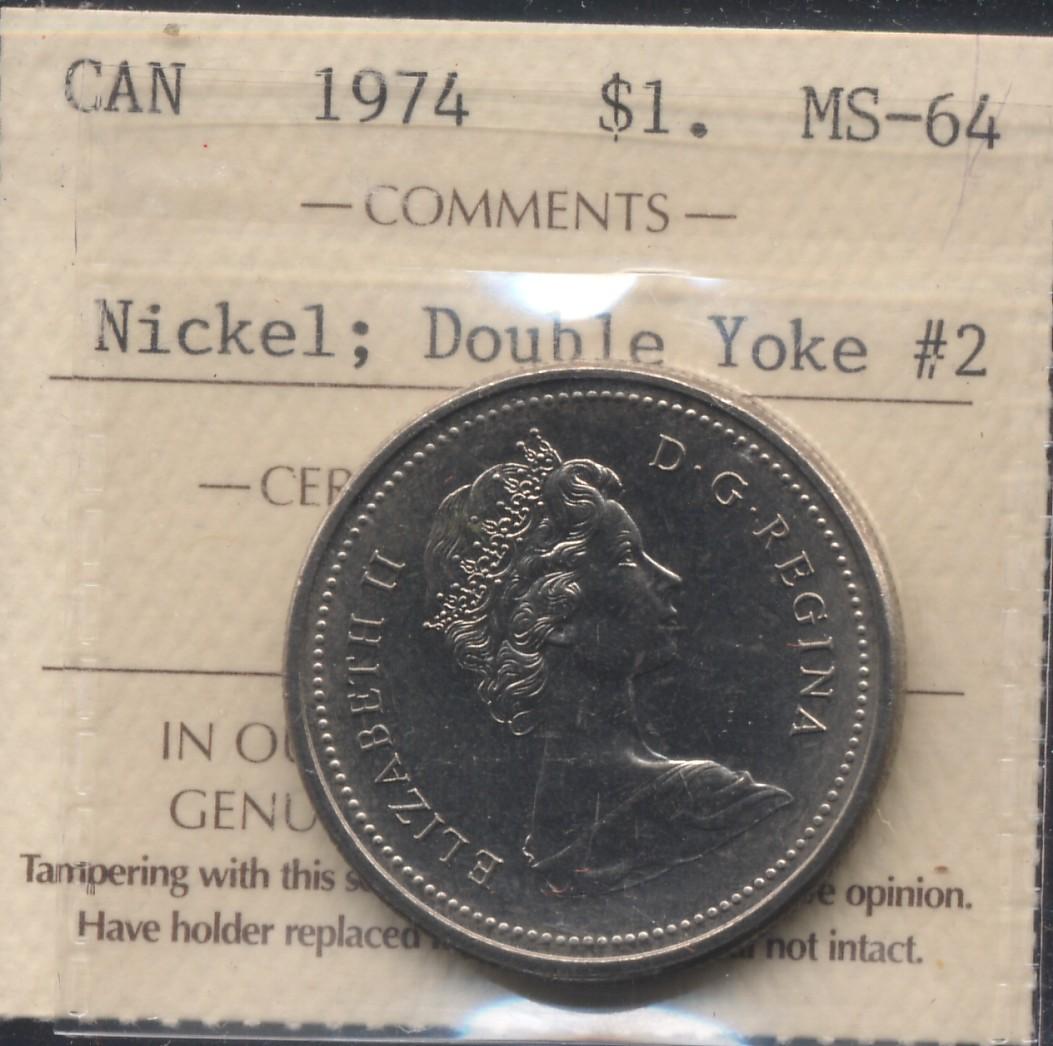 CAN 1974 $1. MS-64
—COMMENTS—
Nickel; Double Yoke #2
—CER
IN OU
GENU
Tampering with this s e opinion.
Have holder replaced not intact.
ELIZABETH II D·G·REGINA